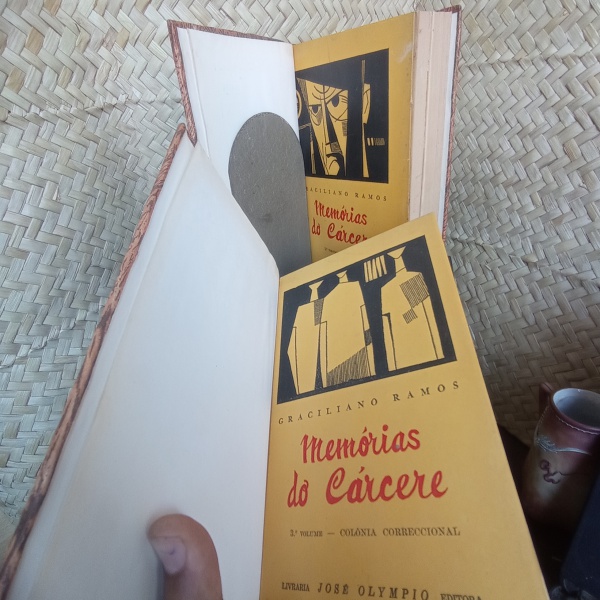 GRACILIANO RAMOS
Memórias
do Cárcere
GRACILIANO RAMOS
Memórias
do Cárcere
3.º VOLUME — COLÔNIA CORRECCIONAL
LIVRARIA JOSÉ OLYMPIO EDITORA